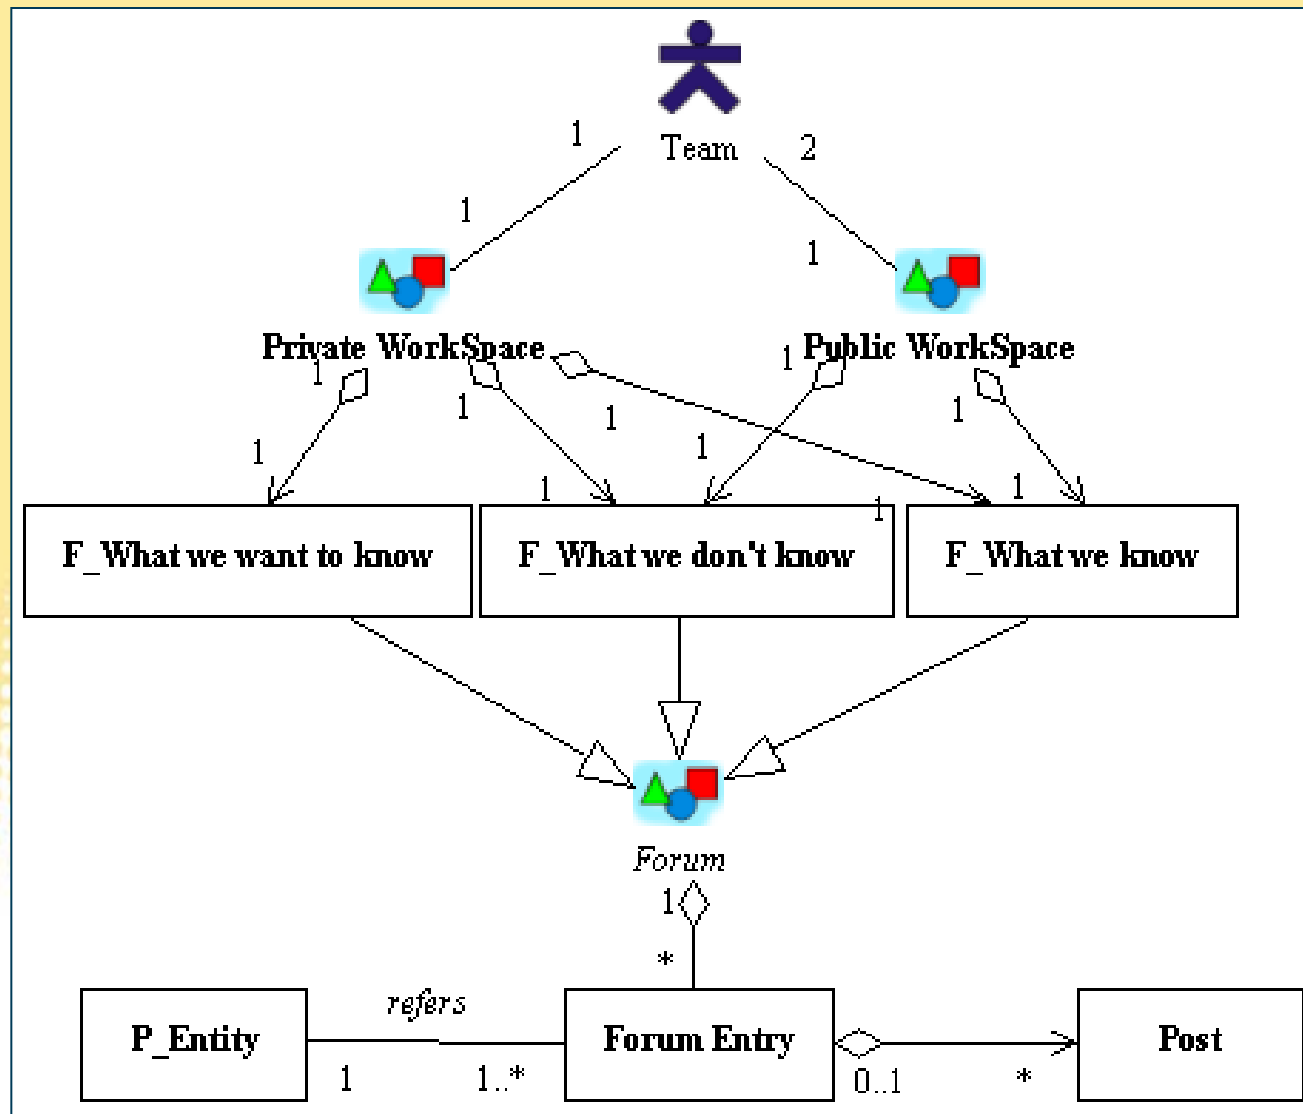 Team
1
2
1
1
Private WorkSpace
Public WorkSpace
1
1
1
1
1
1
1
1
1
1
F_What we want to know
F_What we don't know
F_What we know
Forum
1
*
refers
P_Entity
Forum Entry
Post
1
1..*
0..1
*